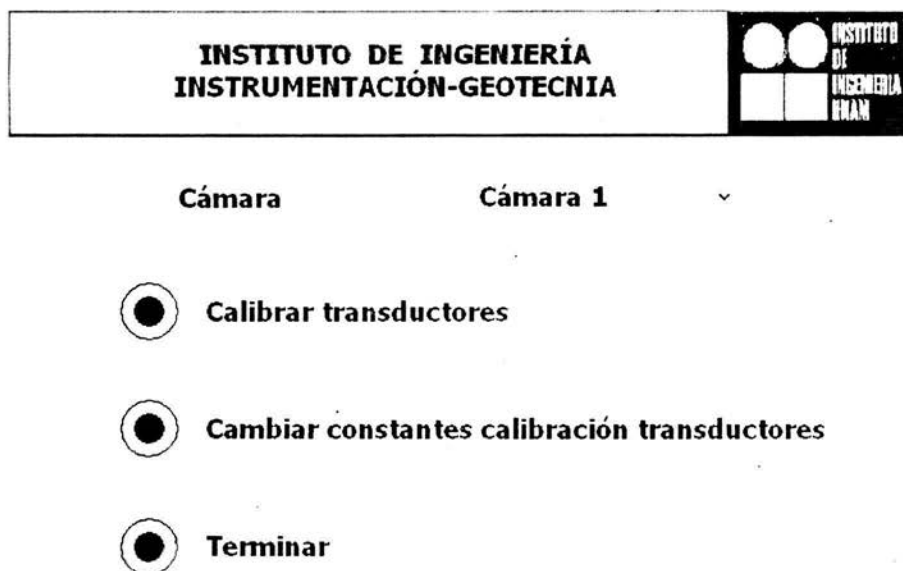 INSTITUTO DE INGENIERÍA
INSTRUMENTACIÓN-GEOTECNIA
INSTITUTO
DE
INGENIERIA
UNAM
Cámara Cámara 1
Calibrar transductores
Cambiar constantes calibración transductores
Terminar